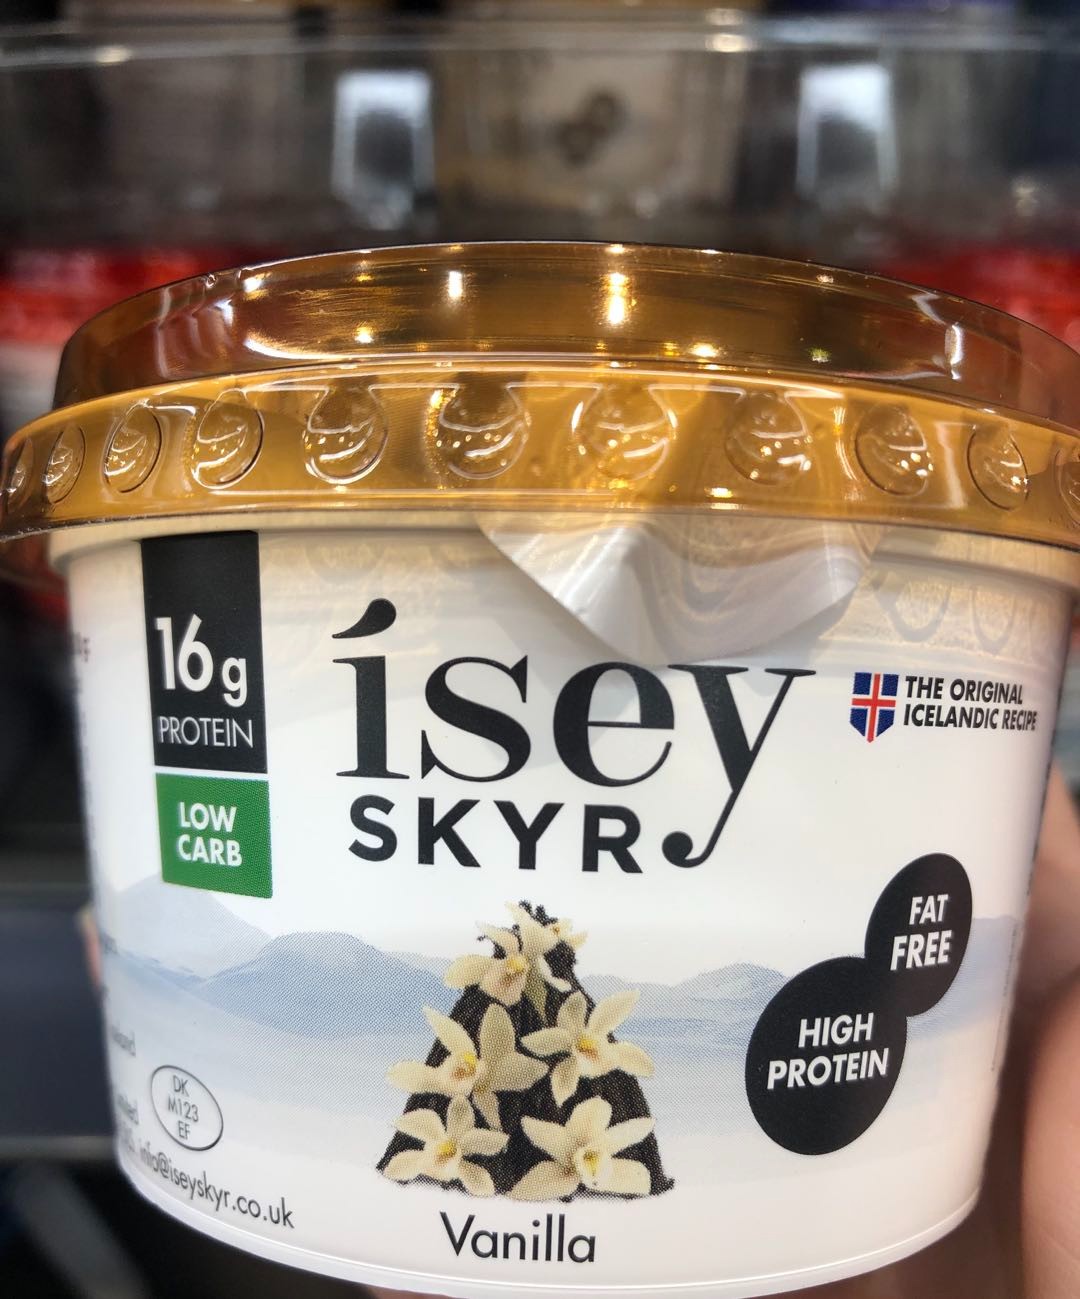 16g
PROTEIN
LOW
CARB
ísey
SKYR
THE ORIGINAL
ICELANDIC RECIPE
FAT
FREE
HIGH
PROTEIN
DK
M123
EF
info@iseyskyr.co.uk
Vanilla